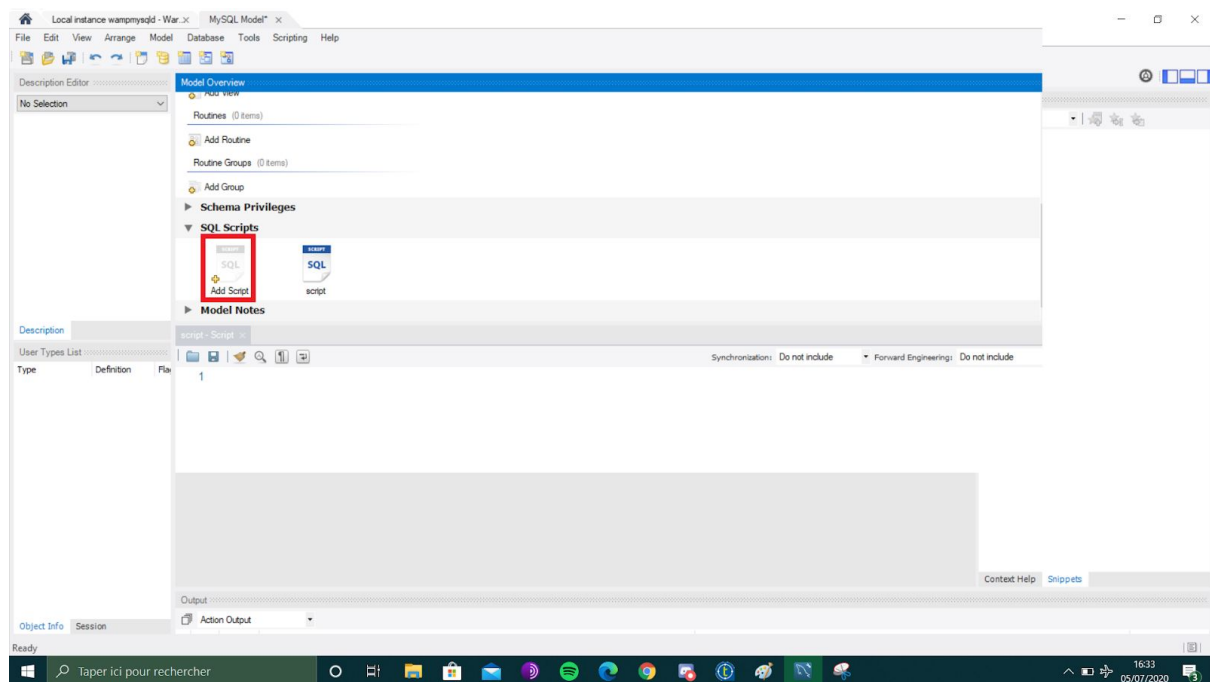 Local instance wampmysqld - War...
MySQL Model*
File Edit View Arrange Model Database Tools Scripting Help
Description Editor
No Selection
Model Overview
Add View
Routines (0 items)
Add Routine
Routine Groups (0 items)
Add Group
Schema Privileges
SQL Scripts
SCRIPT
SQL
Add Script
SCRIPT
SQL
script
Model Notes
Description
script - Script
User Types List
Type Definition Flag
Synchronization: Do not include
Forward Engineering: Do not include
1
Context Help Snippets
Output
Action Output
Object Info Session
Ready
Taper ici pour rechercher
16:33
05/07/2020
3